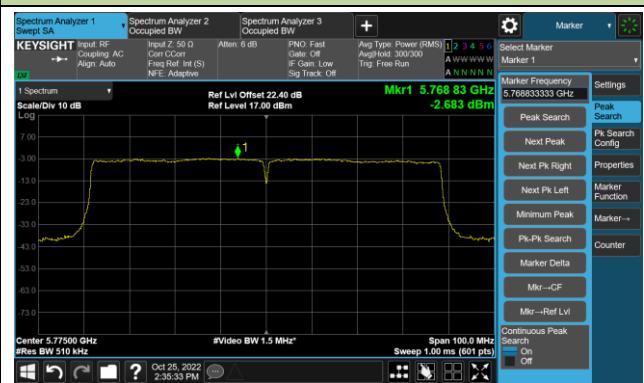 Spectrum Analyzer 1
Swept SA
Spectrum Analyzer 2
Occupied BW
Spectrum Analyzer 3
Occupied BW
Marker
KEYSIGHT
Input: RF
Coupling: AC
Align: Auto
Input Z: 50 Ω
Corr CCorr
Freq Ref: Int (S)
NFE: Adaptive
Atten: 6 dB
PNO: Fast
Gate: Off
IF Gain: Low
Sig Track: Off
Avg Type: Power (RMS)
Avg|Hold: 300/300
Trig: Free Run
1 2 3 4 5 6
A W W W W W
A N N N N N
LXI
Select Marker
Marker 1
1 Spectrum
Scale/Div 10 dB
Log
Ref Lvl Offset 22.40 dB
Ref Level 17.00 dBm
Mkr1 5.768 83 GHz
-2.683 dBm
7.00
-3.00
-13.0
-23.0
-33.0
-43.0
-53.0
-63.0
-73.0
1
Center 5.77500 GHz
#Res BW 510 kHz
#Video BW 1.5 MHz*
Span 100.0 MHz
Sweep 1.00 ms (601 pts)
Marker Frequency
5.768833333 GHz
Peak Search
Next Peak
Next Pk Right
Next Pk Left
Minimum Peak
Pk-Pk Search
Marker Delta
Mkr→CF
Mkr→Ref Lvl
Continuous Peak
Search
On
Off
Settings
Peak
Search
Pk Search
Config
Properties
Marker
Function
Marker→
Counter
Oct 25, 2022
2:35:33 PM